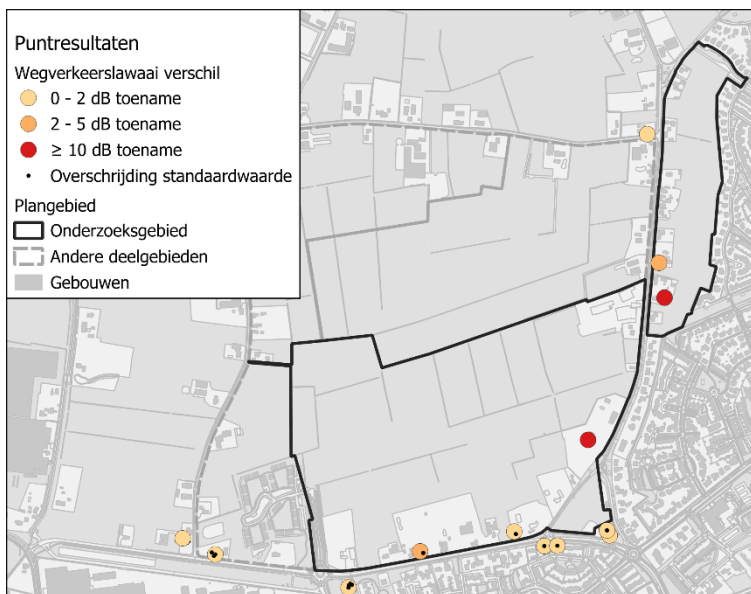 Puntresultaten
Wegverkeerslawaai verschil
0 - 2 dB toename
2 - 5 dB toename
≥ 10 dB toename
Overschrijding standaardwaarde
Plangebied
Onderzoeksgebied
Andere deelgebieden
Gebouwen